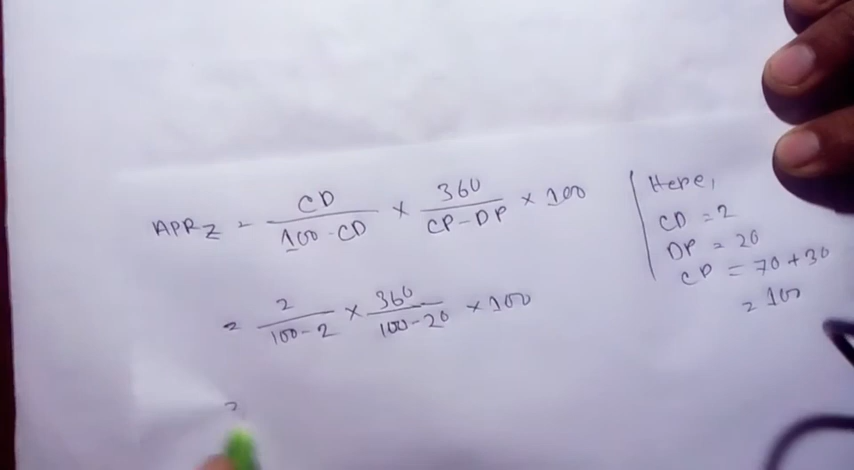 APRz = CD / 100 - CD × 360 / CP - DP × 100
= 2 / 100 - 2 × 360 / 100 - 20 × 100
=
Here,
CD = 2
DP = 20
CP = 70 + 30
= 100